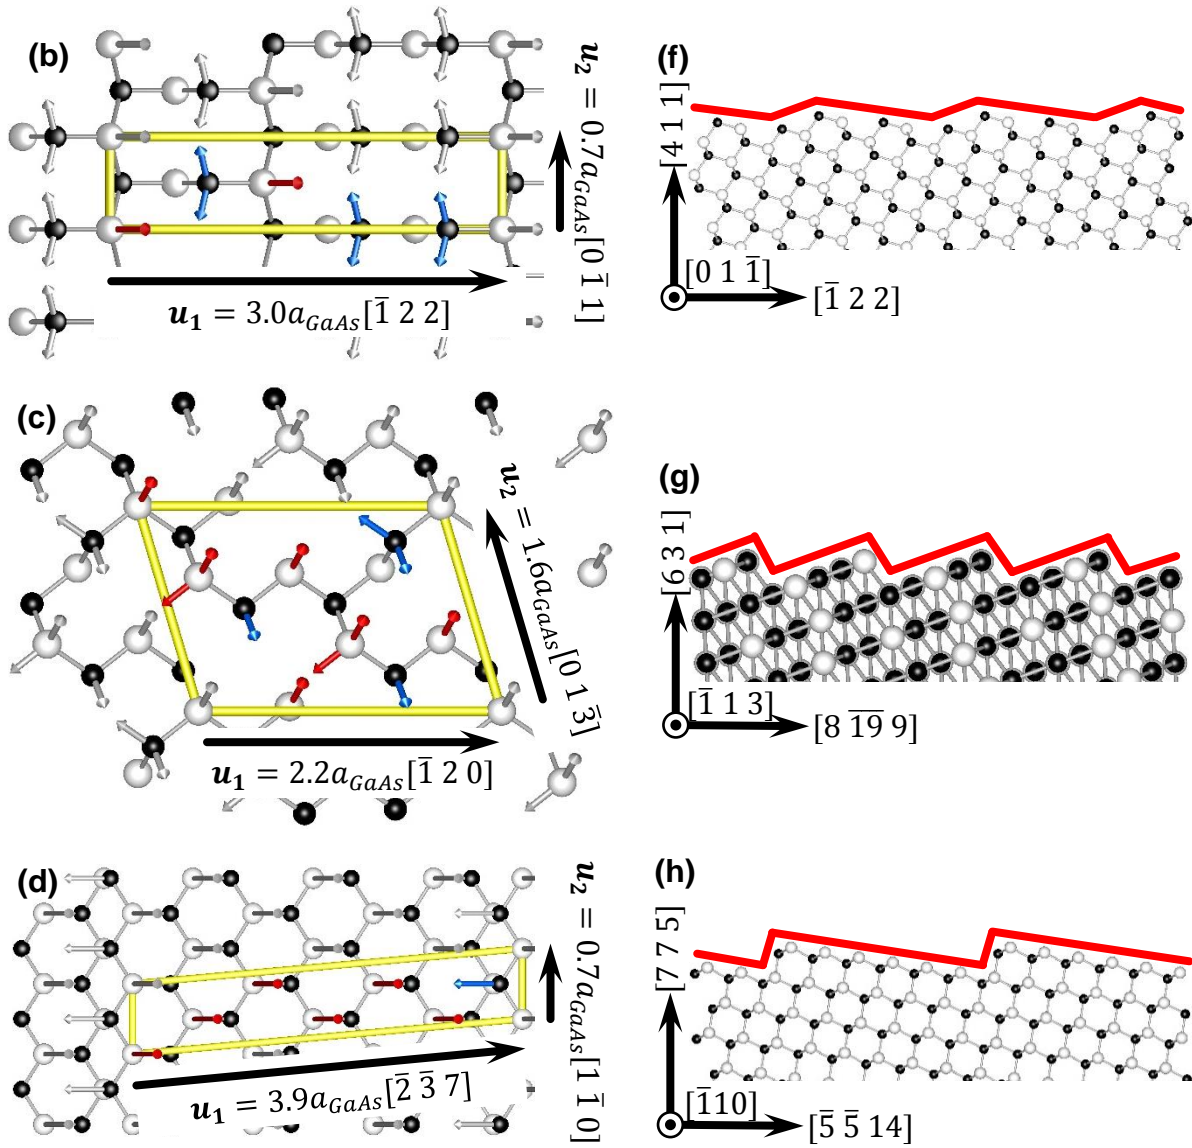 (b)
u₂ = 0.7a_GaAs[0 1̅ 1]
u₁ = 3.0a_GaAs[1̅ 2 2]
(f)
[4 1 1]
[0 1 1̅]
[1̅ 2 2]
(c)
u₂ = 1.6a_GaAs[0 1 3̅]
u₁ = 2.2a_GaAs[1̅ 2 0]
(g)
[6 3 1]
[1̅ 1 3]
[8 1̅9̅ 9]
(d)
u₂ = 0.7a_GaAs[1 1̅ 0]
u₁ = 3.9a_GaAs[2̅ 3̅ 7]
(h)
[7 7 5]
[1̅10]
[5̅ 5̅ 14]